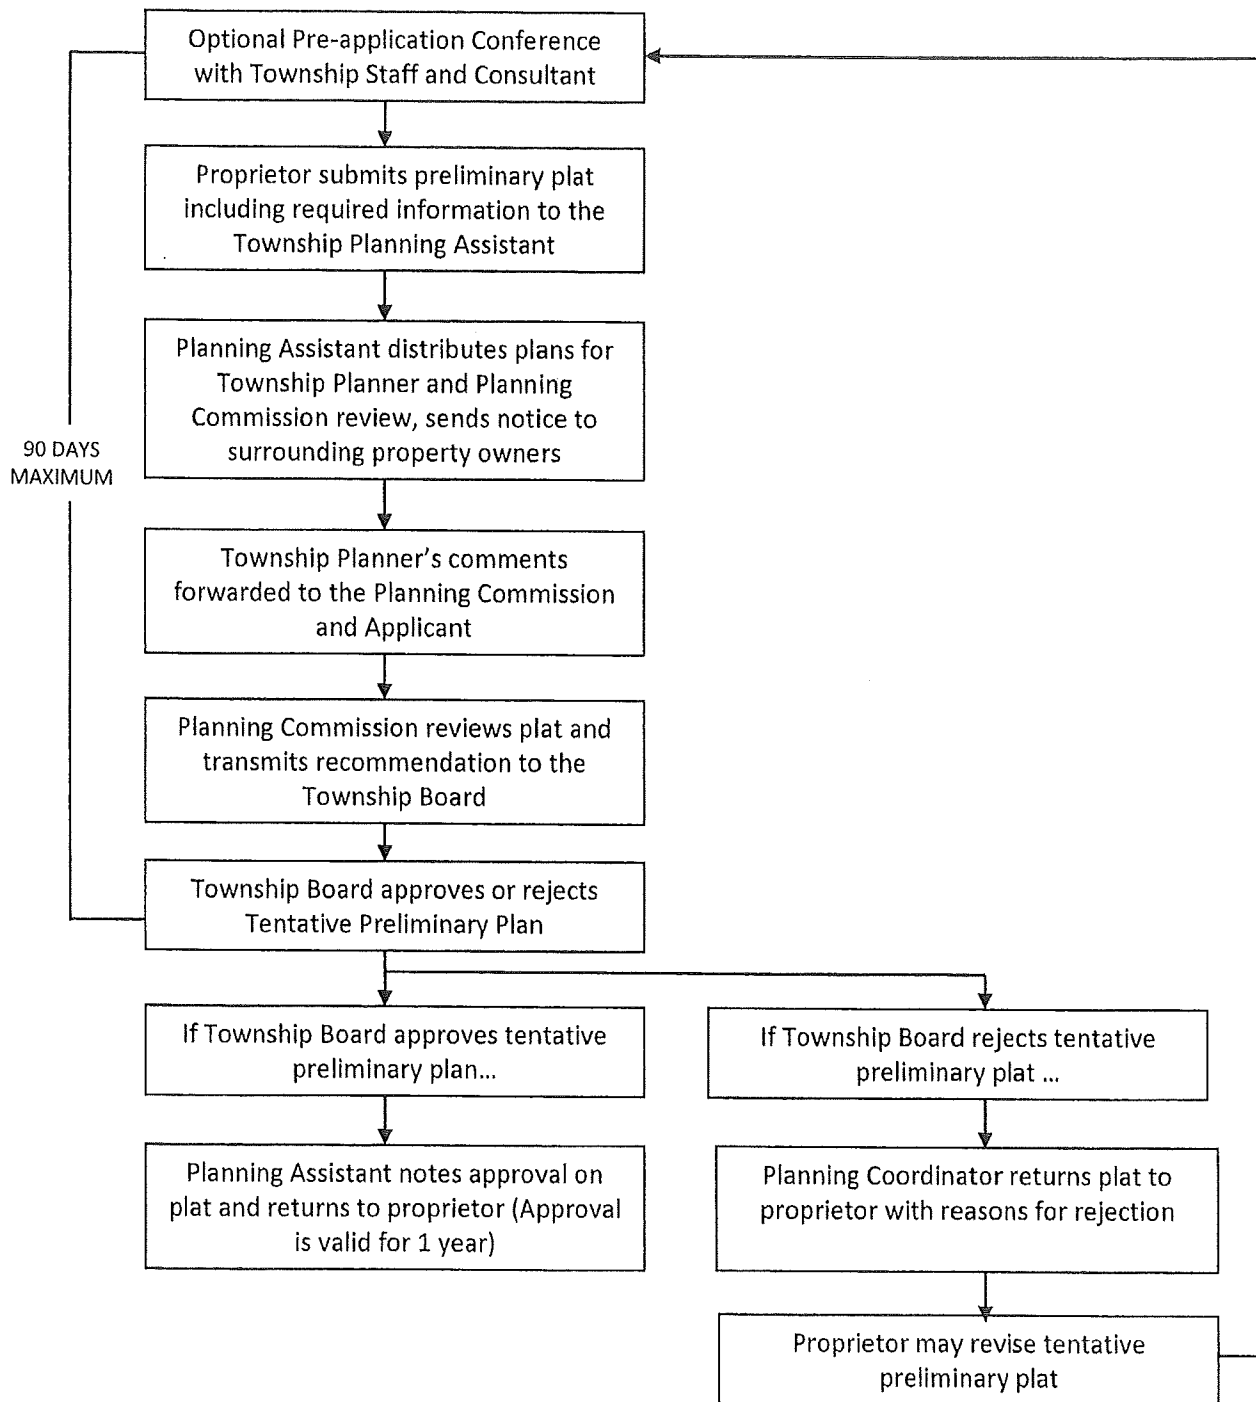 Optional Pre-application Conference
with Township Staff and Consultant
Proprietor submits preliminary plat
including required information to the
Township Planning Assistant
Planning Assistant distributes plans for
Township Planner and Planning
Commission review, sends notice to
surrounding property owners
90 DAYS
MAXIMUM
Township Planner’s comments
forwarded to the Planning Commission
and Applicant
Planning Commission reviews plat and
transmits recommendation to the
Township Board
Township Board approves or rejects
Tentative Preliminary Plan
If Township Board approves tentative
preliminary plan...
Planning Assistant notes approval on
plat and returns to proprietor (Approval
is valid for 1 year)
If Township Board rejects tentative
preliminary plat ...
Planning Coordinator returns plat to
proprietor with reasons for rejection
Proprietor may revise tentative
preliminary plat